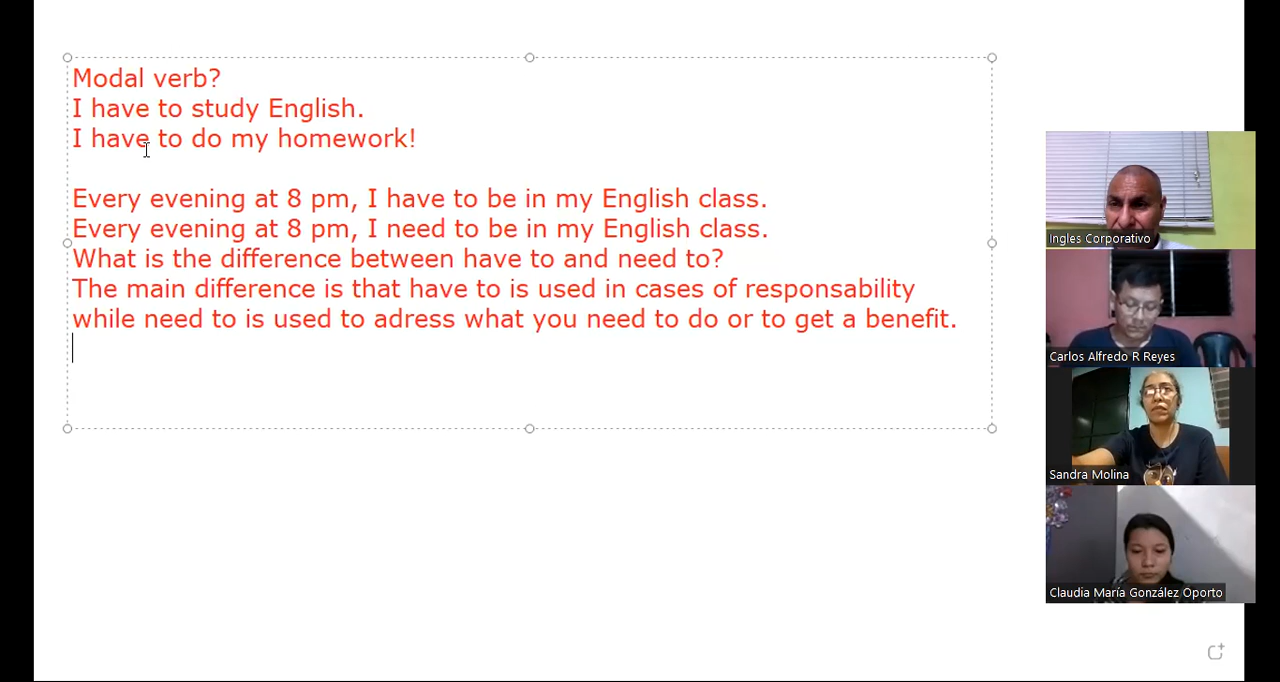 Modal verb?
I have to study English.
I have to do my homework!
Every evening at 8 pm, I have to be in my English class.
Every evening at 8 pm, I need to be in my English class.
What is the difference between have to and need to?
The main difference is that have to is used in cases of responsability
while need to is used to adress what you need to do or to get a benefit.
Ingles Corporativo
Carlos Alfredo R Reyes
Sandra Molina
Claudia María González Oporto